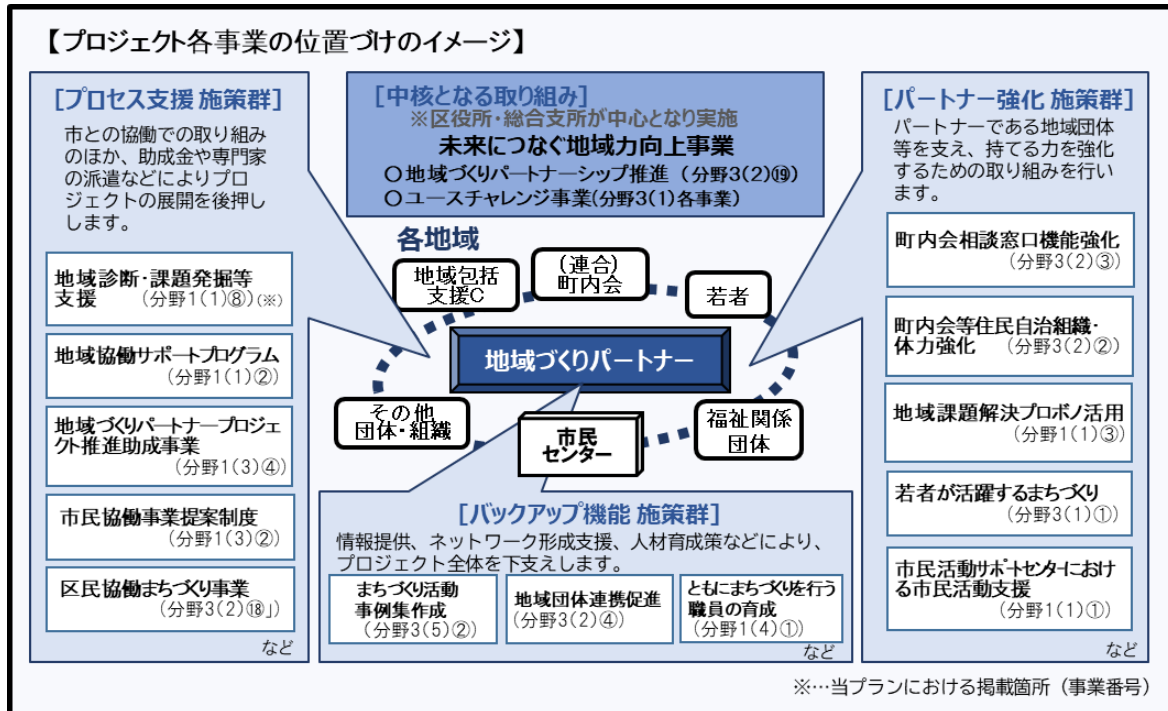 【プロジェクト各事業の位置づけのイメージ】
[プロセス支援 施策群]
市との協働での取り組み
のほか、助成金や専門家
の派遣などによりプロ
ジェクトの展開を後押し
します。
地域診断・課題発掘等
支援 (分野1(1)⑧)(※)
地域協働サポートプログラム
(分野1(1)②)
地域づくりパートナープロジェ
クト推進助成事業
(分野1(3)④)
市民協働事業提案制度
(分野1(3)②)
区民協働まちづくり事業
(分野3(2)⑱」)
など
[中核となる取り組み]
※区役所・総合支所が中心となり実施
未来につなぐ地域力向上事業
○地域づくりパートナーシップ推進 (分野3(2)⑲)
○ユースチャレンジ事業(分野3(1)各事業)
各地域
地域包括
支援C
(連合)
町内会
若者
地域づくりパートナー
その他
団体・組織
市民
センター
福祉関係
団体
[バックアップ機能 施策群]
情報提供、ネットワーク形成支援、人材育成策などにより、
プロジェクト全体を下支えします。
まちづくり活動
事例集作成
(分野3(5)②)
地域団体連携促進
(分野3(2)④)
ともにまちづくりを行う
職員の育成
(分野1(4)①)
など
[パートナー強化 施策群]
パートナーである地域団体
等を支え、持てる力を強化
するための取り組みを行い
ます。
町内会相談窓口機能強化
(分野3(2)③)
町内会等住民自治組織・
体力強化 (分野3(2)②)
地域課題解決プロボノ活用
(分野1(1)③)
若者が活躍するまちづくり
(分野3(1)①)
市民活動サポートセンターにおけ
る市民活動支援
(分野1(1)①)
など
※…当プランにおける掲載箇所（事業番号）